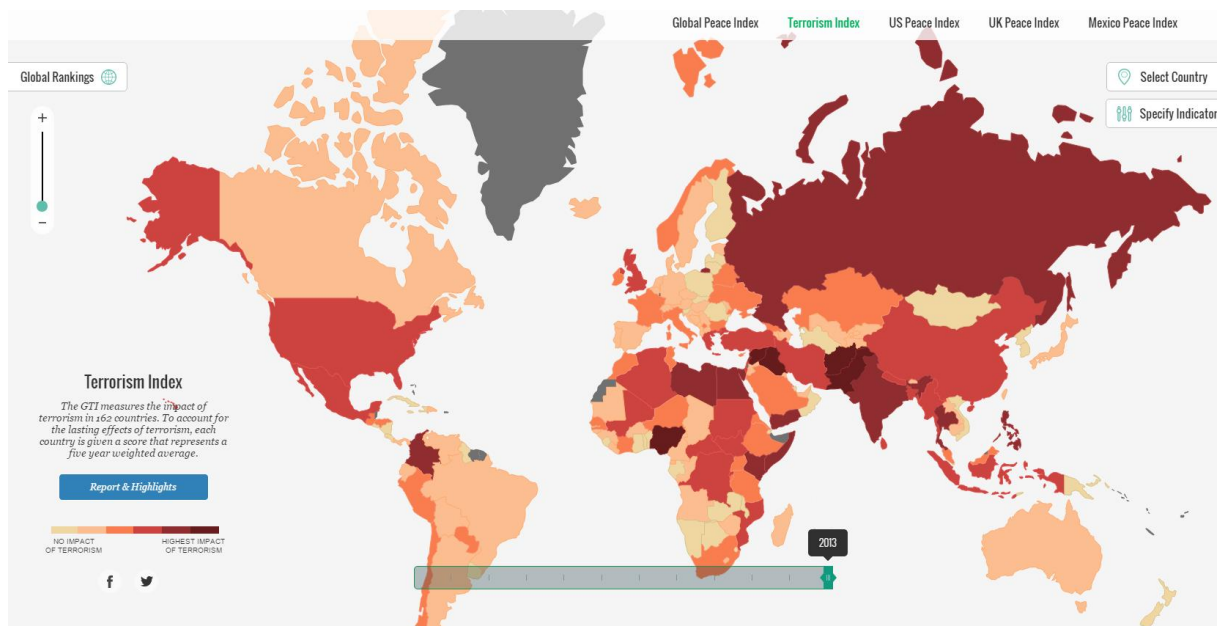 Global Peace Index Terrorism Index US Peace Index UK Peace Index Mexico Peace Index
Global Rankings
Select Country
Specify Indicator
+
−
Terrorism Index
The GTI measures the impact of
terrorism in 162 countries. To account for
the lasting effects of terrorism, each
country is given a score that represents a
five year weighted average.
Report & Highlights
NO IMPACT
OF TERRORISM
HIGHEST IMPACT
OF TERRORISM
2013